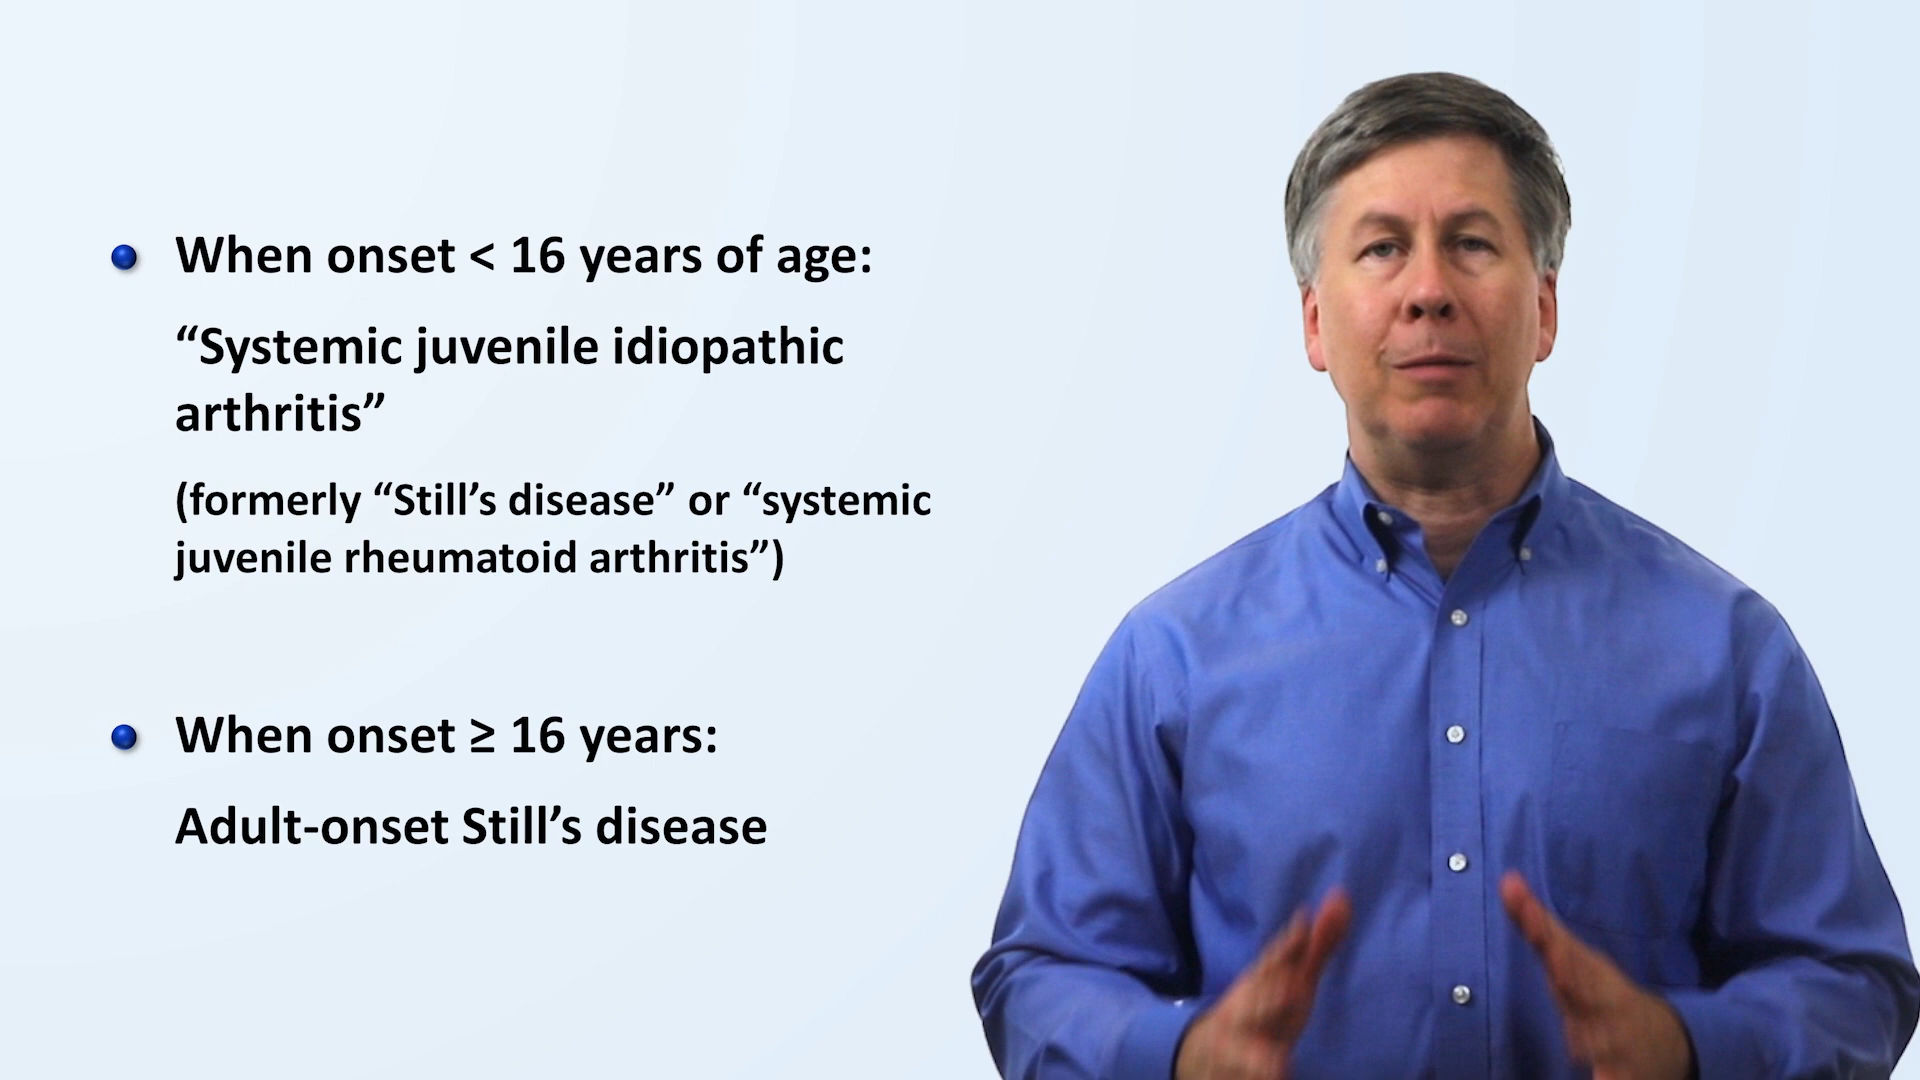 When onset < 16 years of age:
“Systemic juvenile idiopathic
arthritis”
(formerly “Still’s disease” or “systemic
juvenile rheumatoid arthritis”)
When onset ≥ 16 years:
Adult-onset Still’s disease